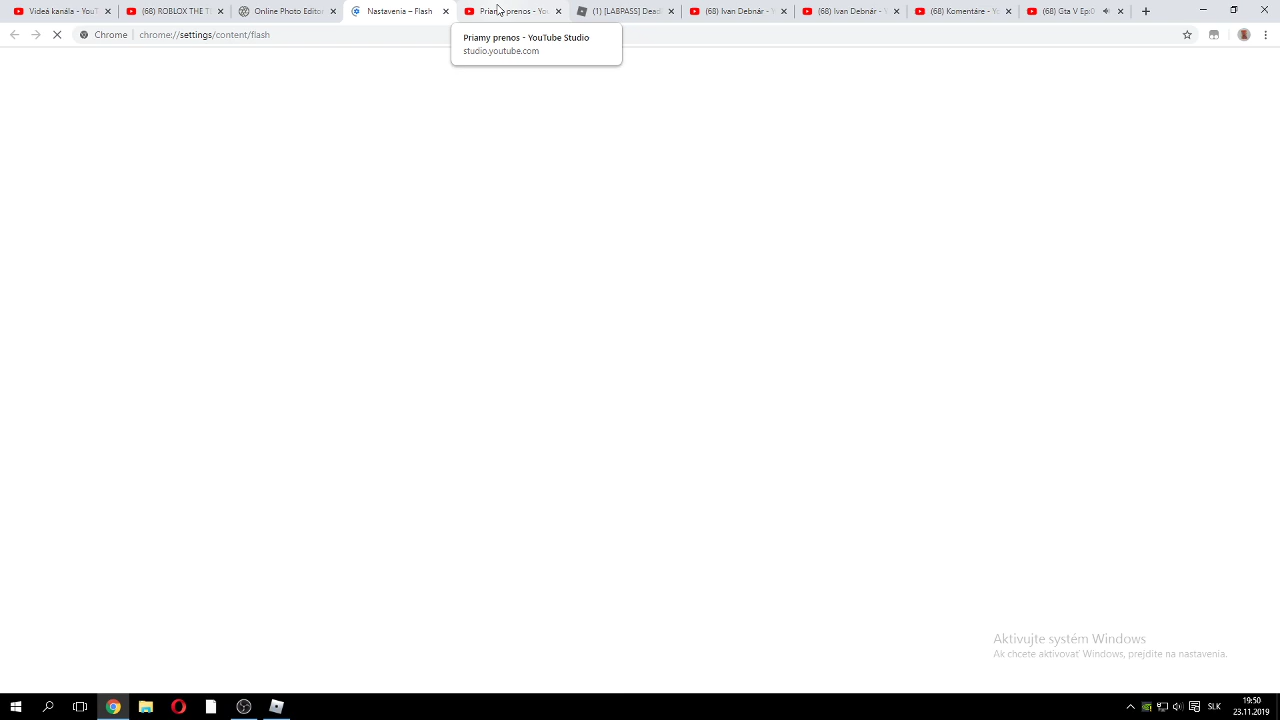 Videá kanála - YouT
(68) ROBLOX THE T
Online Photo Editor
Nastavenia – Flash
Priamy prenos - You
(1) [LABPASS] Dead
(68) Ivan Debnár - Y
(68) Ivan Debnár - Y
(68) Komentáre - Yo
(68) Gta V Ep
Chrome
chrome://settings/content/flash
Priamy prenos - YouTube Studio
studio.youtube.com
Aktivujte systém Windows
Ak chcete aktivovať Windows, prejdite na nastavenia.
SLK
19:50
23.11.2019